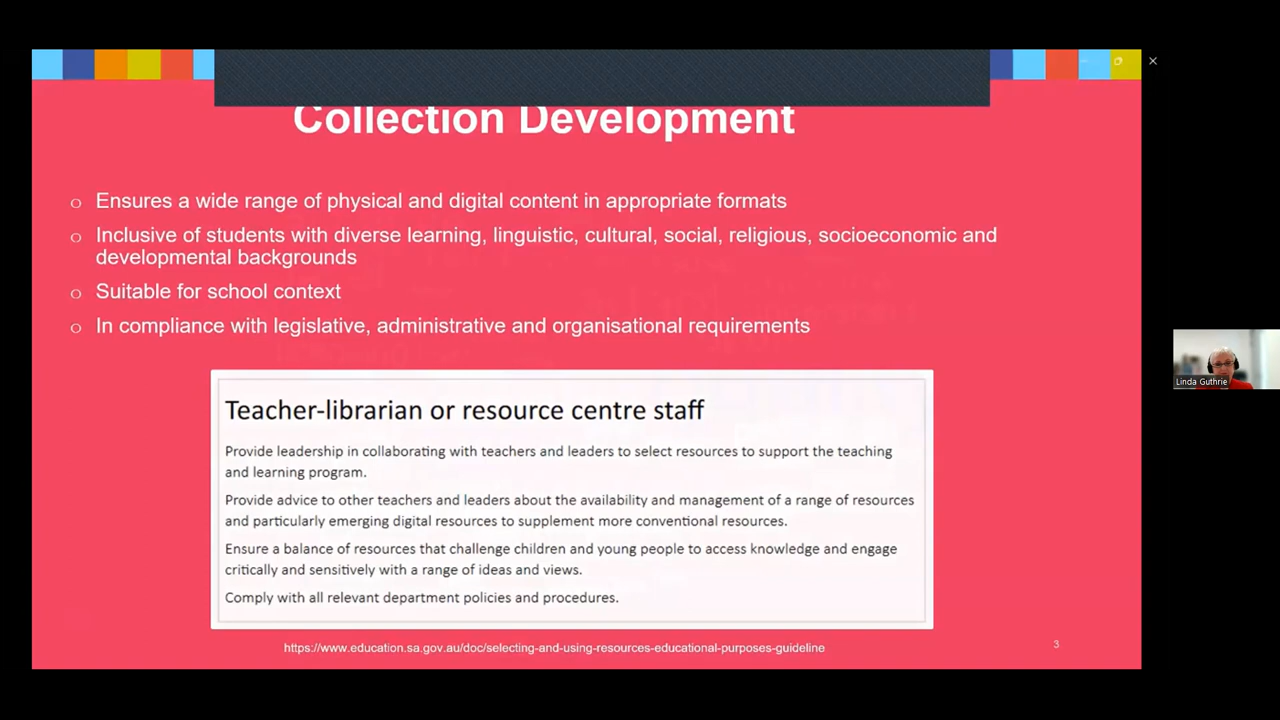 Collection Development
o Ensures a wide range of physical and digital content in appropriate formats
o Inclusive of students with diverse learning, linguistic, cultural, social, religious, socioeconomic and
developmental backgrounds
o Suitable for school context
o In compliance with legislative, administrative and organisational requirements
Teacher-librarian or resource centre staff
Provide leadership in collaborating with teachers and leaders to select resources to support the teaching
and learning program.
Provide advice to other teachers and leaders about the availability and management of a range of resources
and particularly emerging digital resources to supplement more conventional resources.
Ensure a balance of resources that challenge children and young people to access knowledge and engage
critically and sensitively with a range of ideas and views.
Comply with all relevant department policies and procedures.
https://www.education.sa.gov.au/doc/selecting-and-using-resources-educational-purposes-guideline
3
Linda Guthrie